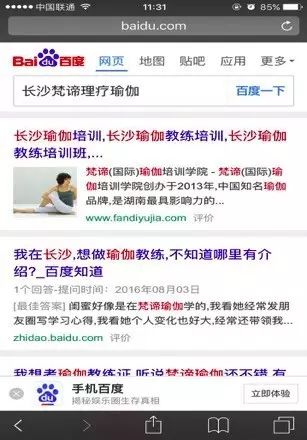 中国联通 11:31
baidu.com
Bai du 百度 网页 地图 贴吧 应用 更多
长沙梵谛理疗瑜伽 百度一下
长沙瑜伽培训,长沙瑜伽教练培训,长沙瑜伽
教练培训班,...
梵谛(国际)瑜伽培训学院 - 梵谛(国际)瑜
伽培训学院创办于2013年,中国知名瑜伽
品牌,是湖南最具影响力的...
www.fandiyujia.com 评价
我在长沙,想做瑜伽教练,不知道哪里有介
绍?_百度知道
1个回答-提问时间：2016年08月03日
[最佳答案] 闺蜜好像是在梵谛瑜伽学的,我看她经常发朋
友圈写学习心得,我看她个人变化也好大,经常还带领我...
zhidao.baidu.com 评价
我想考瑜伽教练证,听说梵谛瑜伽还不错,有
du 手机百度
揭秘娱乐圈生存真相 立即体验